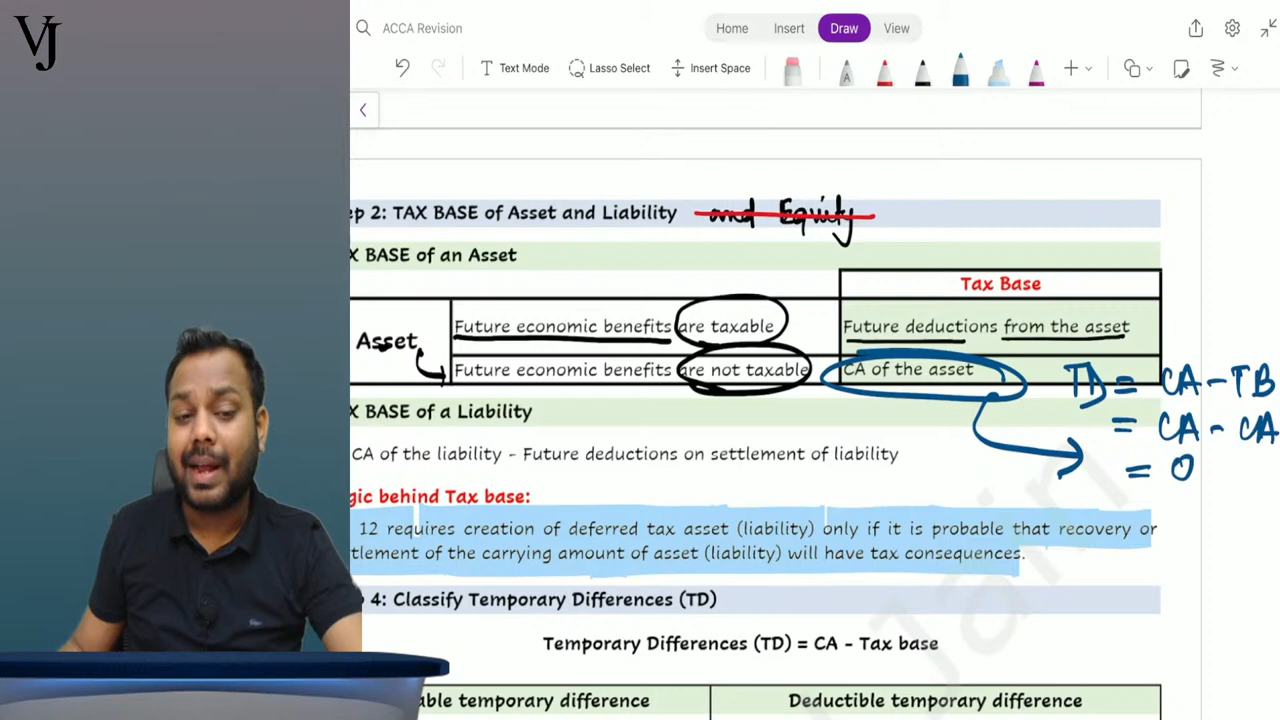 VJ
ACCA Revision
Home Insert Draw View
Text Mode Lasso Select Insert Space
ep 2: TAX BASE of Asset and Liability and Equity
X BASE of an Asset
Tax Base
Asset
Future economic benefits are taxable Future deductions from the asset
Future economic benefits are not taxable CA of the asset
TD = CA - TB
= CA - CA
= 0
X BASE of a Liability
CA of the liability - Future deductions on settlement of liability
gic behind Tax base:
12 requires creation of deferred tax asset (liability) only if it is probable that recovery or
tlement of the carrying amount of asset (liability) will have tax consequences.
4: Classify Temporary Differences (TD)
Temporary Differences (TD) = CA - Tax base
able temporary difference Deductible temporary difference
Jain